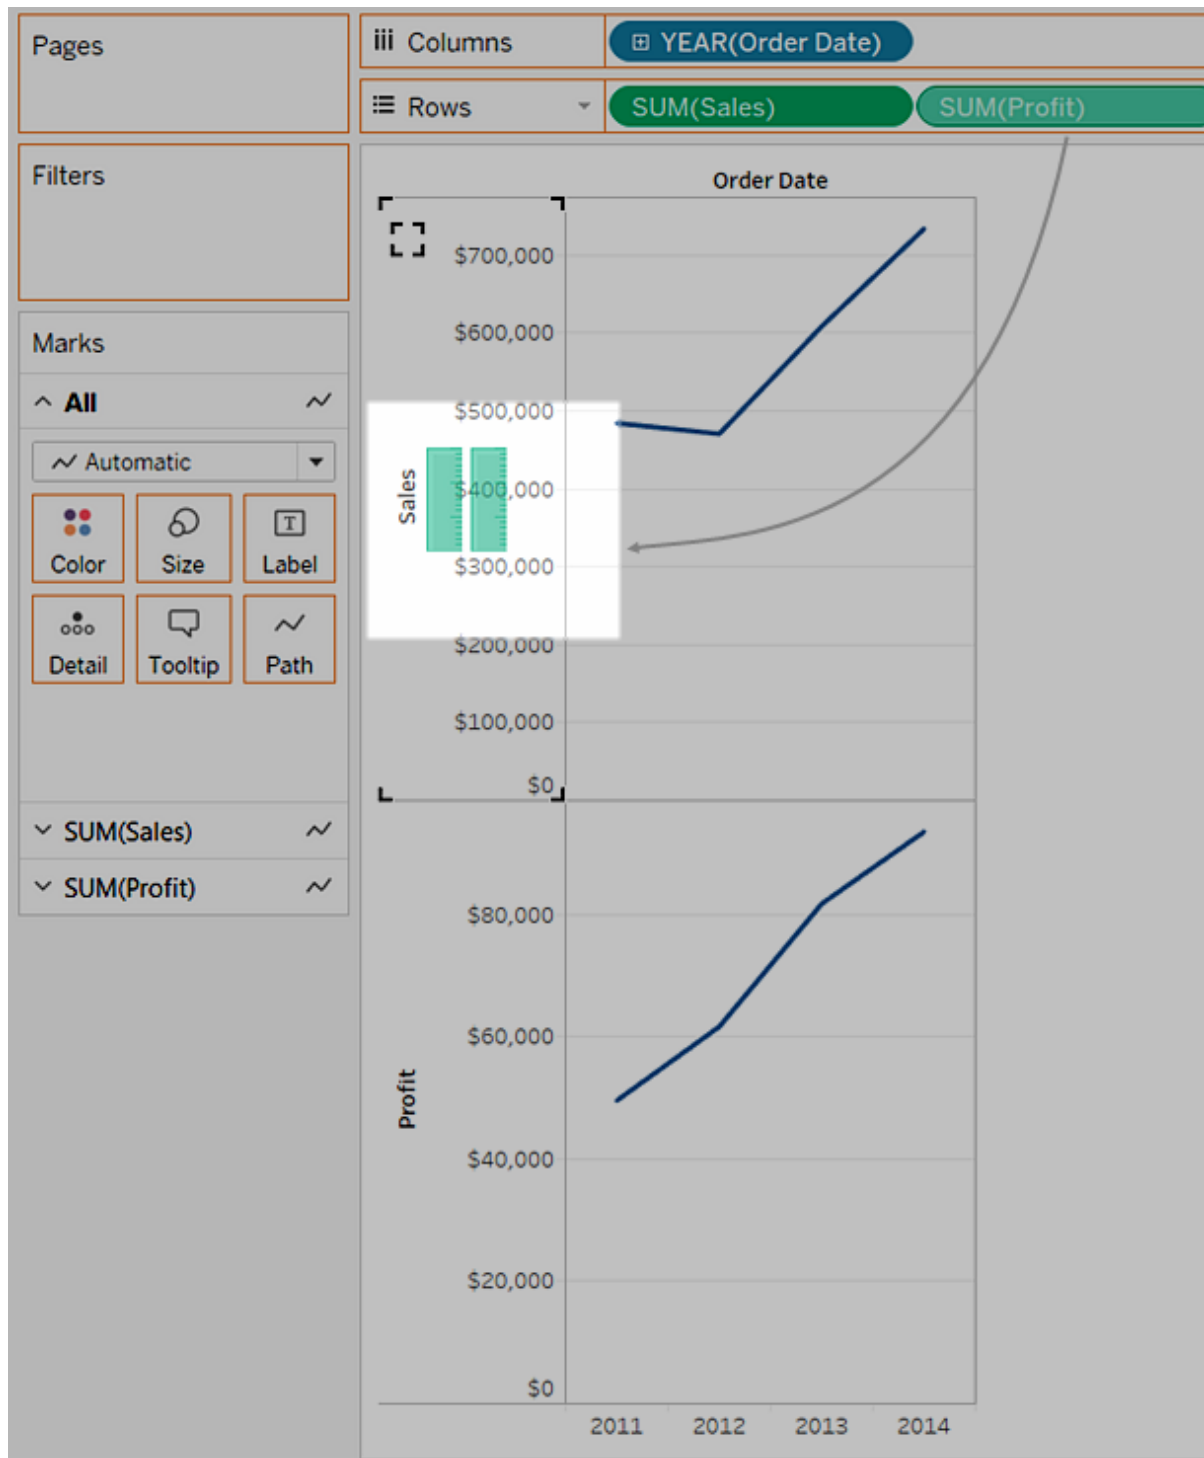 Pages
Columns
YEAR(Order Date)
Rows
SUM(Sales)
SUM(Profit)
Filters
Marks
All
Automatic
Color
Size
Label
Detail
Tooltip
Path
SUM(Sales)
SUM(Profit)
Order Date
Sales
$700,000
$600,000
$500,000
$400,000
$300,000
$200,000
$100,000
$0
Profit
$80,000
$60,000
$40,000
$20,000
$0
2011 2012 2013 2014